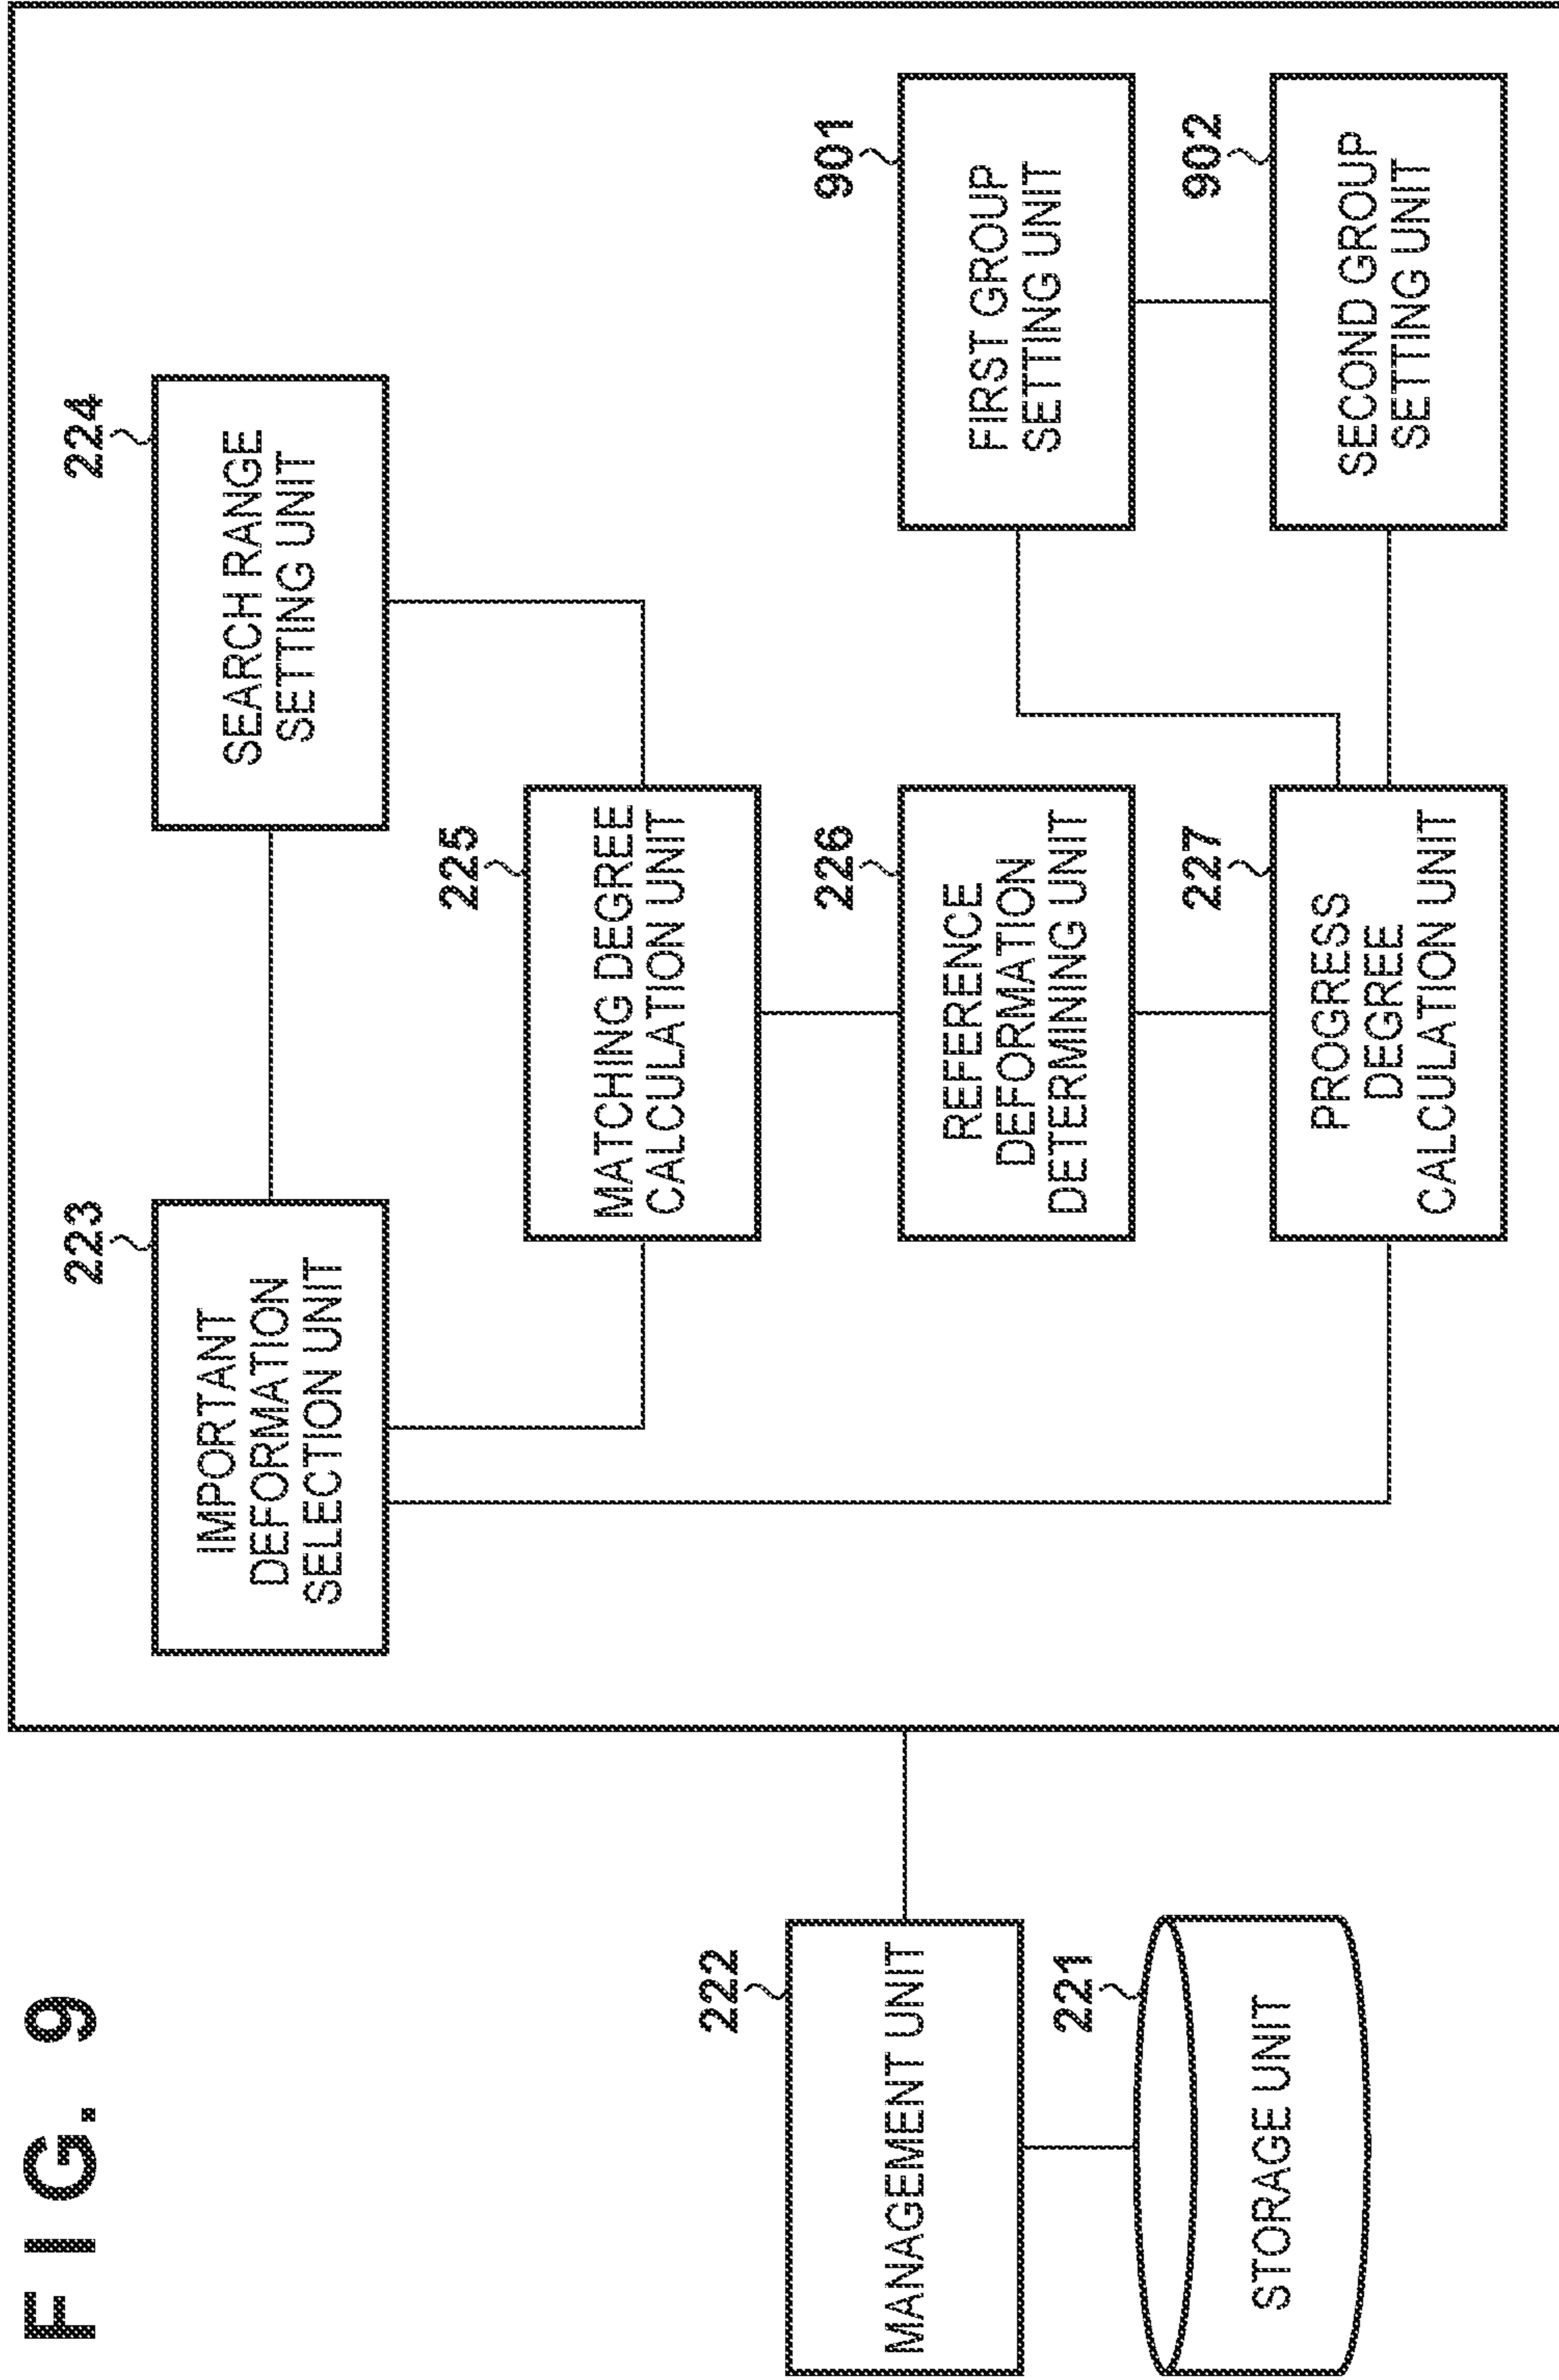 FIG. 9
222
MANAGEMENT UNIT
221
STORAGE UNIT
223
IMPORTANT
DEFORMATION
SELECTION UNIT
224
SEARCH RANGE
SETTING UNIT
225
MATCHING DEGREE
CALCULATION UNIT
226
REFERENCE
DEFORMATION
DETERMINING UNIT
901
FIRST GROUP
SETTING UNIT
227
PROGRESS
DEGREE
CALCULATION UNIT
902
SECOND GROUP
SETTING UNIT